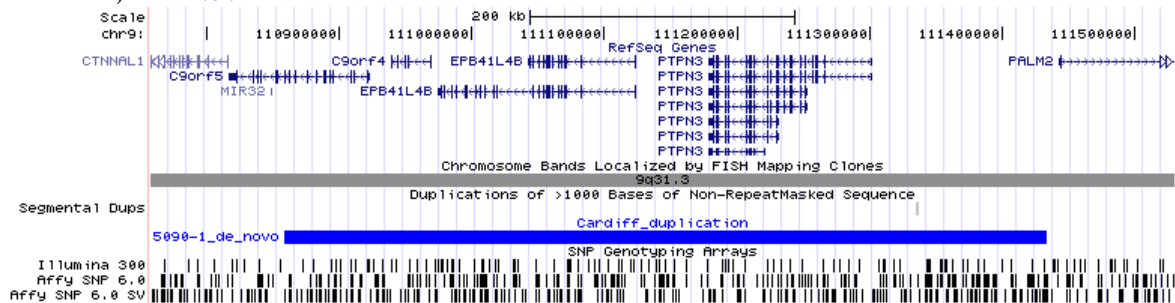 Scale 200 kb
chr9: 110900000 111000000 111100000 111200000 111300000 111400000 111500000
RefSeq Genes
CTNNAL1 C9orf4 EPB41L4B PTPN3 PALM2
C9orf5 PTPN3
MIR32 EPB41L4B PTPN3
PTPN3
PTPN3
PTPN3
PTPN3
Chromosome Bands Localized by FISH Mapping Clones
9q31.3
Duplications of >1000 Bases of Non-RepeatMasked Sequence
Segmental Dups
Cardiff_duplication
5090-1_de_novo
SNP Genotyping Arrays
Illumina 300
Affy SNP 6.0
Affy SNP 6.0 SV